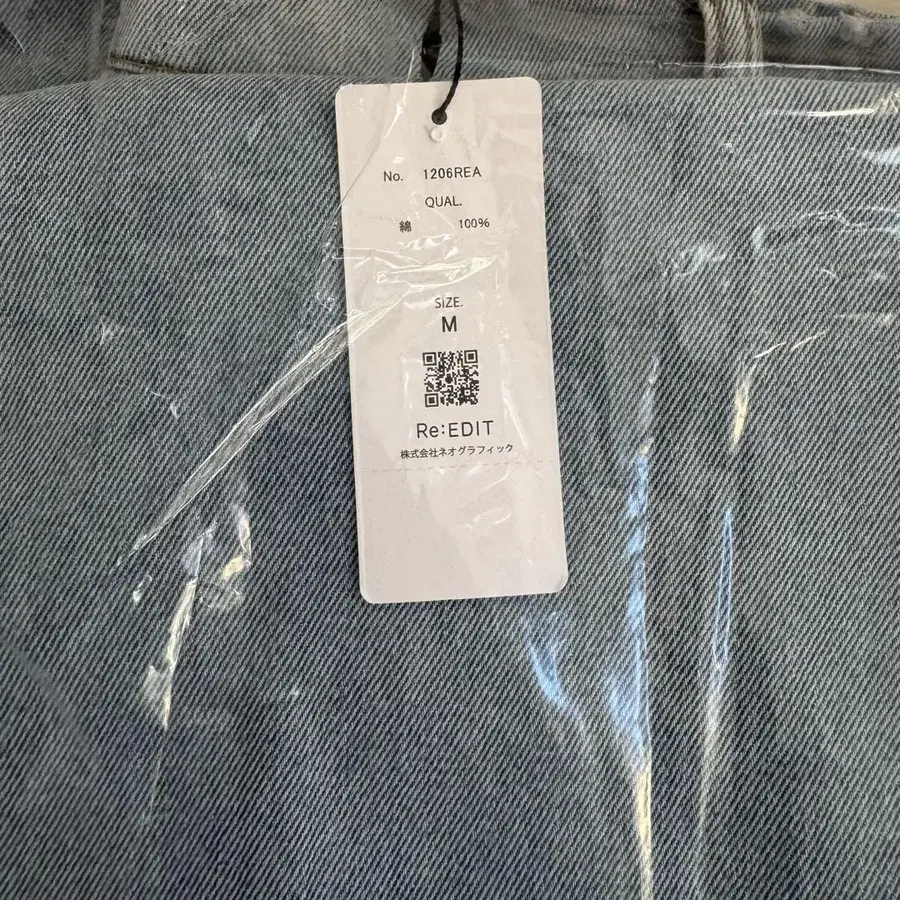 No. 1206REA
QUAL.
綿 100%
SIZE.
M
Re:EDIT
株式会社ネオグラフィック